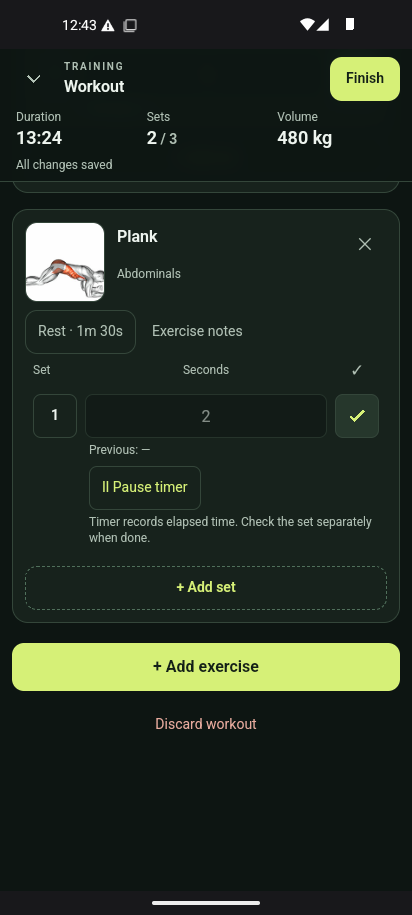 12:43
TRAINING
Workout
Finish
Duration
Sets
Volume
13:24
2 / 3
480 kg
All changes saved
Plank
Abdominals
Rest · 1m 30s
Exercise notes
Set
Seconds
✓
1
2
Previous: —
II Pause timer
Timer records elapsed time. Check the set separately
when done.
+ Add set
+ Add exercise
Discard workout